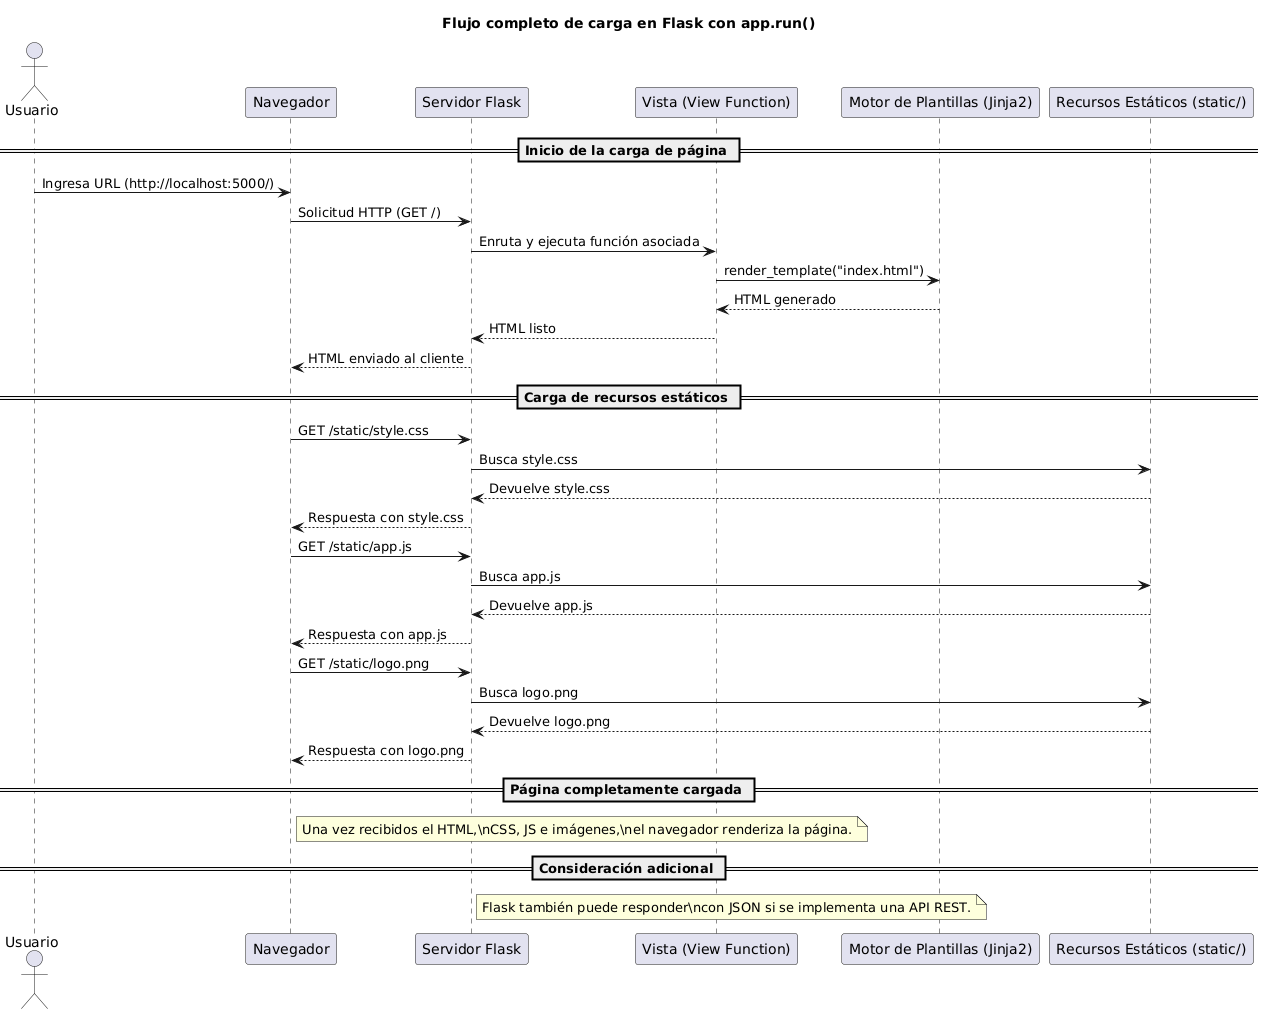 Flujo completo de carga en Flask con app.run()
Usuario
Navegador
Servidor Flask
Vista (View Function)
Motor de Plantillas (Jinja2)
Recursos Estáticos (static/)
Inicio de la carga de página
Ingresa URL (http://localhost:5000/)
Solicitud HTTP (GET /)
Enruta y ejecuta función asociada
render_template("index.html")
HTML generado
HTML listo
HTML enviado al cliente
Carga de recursos estáticos
GET /static/style.css
Busca style.css
Devuelve style.css
Respuesta con style.css
GET /static/app.js
Busca app.js
Devuelve app.js
Respuesta con app.js
GET /static/logo.png
Busca logo.png
Devuelve logo.png
Respuesta con logo.png
Página completamente cargada
Una vez recibidos el HTML,\nCSS, JS e imágenes,\nel navegador renderiza la página.
Consideración adicional
Flask también puede responder\ncon JSON si se implementa una API REST.
Usuario
Navegador
Servidor Flask
Vista (View Function)
Motor de Plantillas (Jinja2)
Recursos Estáticos (static/)